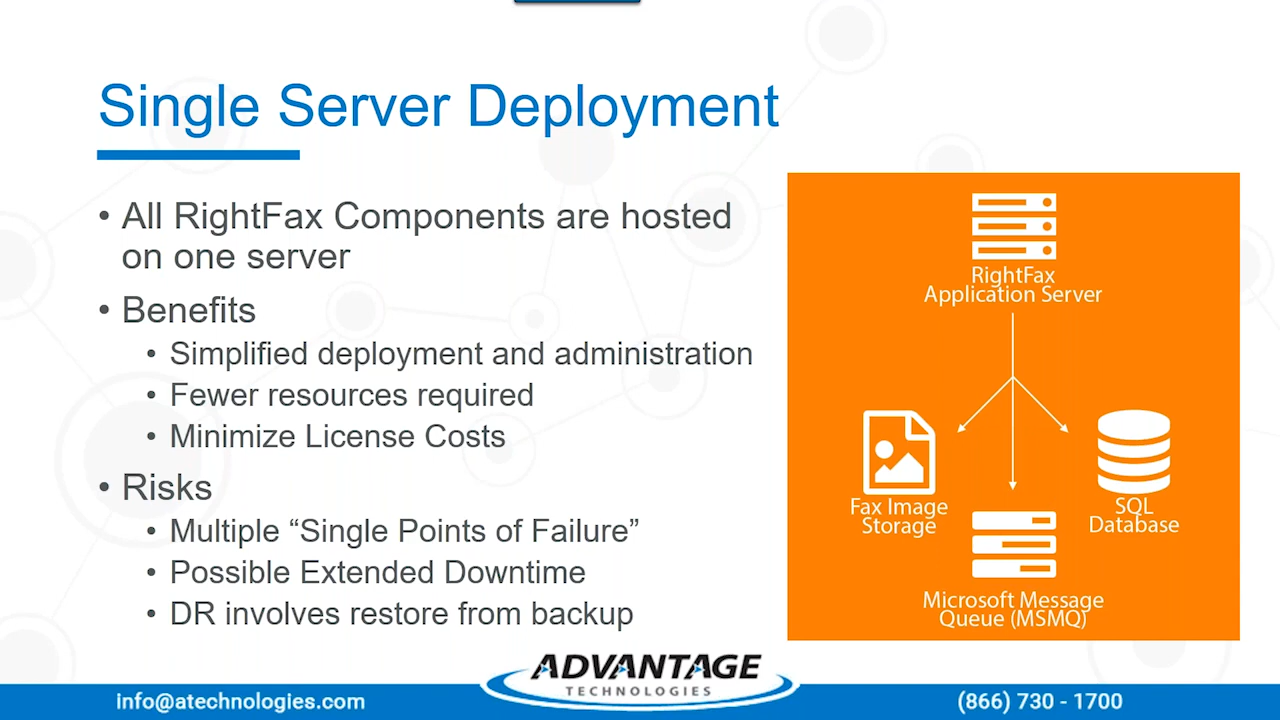 Single Server Deployment
• All RightFax Components are hosted
on one server
• Benefits
• Simplified deployment and administration
• Fewer resources required
• Minimize License Costs
• Risks
• Multiple “Single Points of Failure”
• Possible Extended Downtime
• DR involves restore from backup
RightFax
Application Server
Fax Image
Storage
SQL
Database
Microsoft Message
Queue (MSMQ)
ADVANTAGE
TECHNOLOGIES
info@atechnologies.com
(866) 730 - 1700